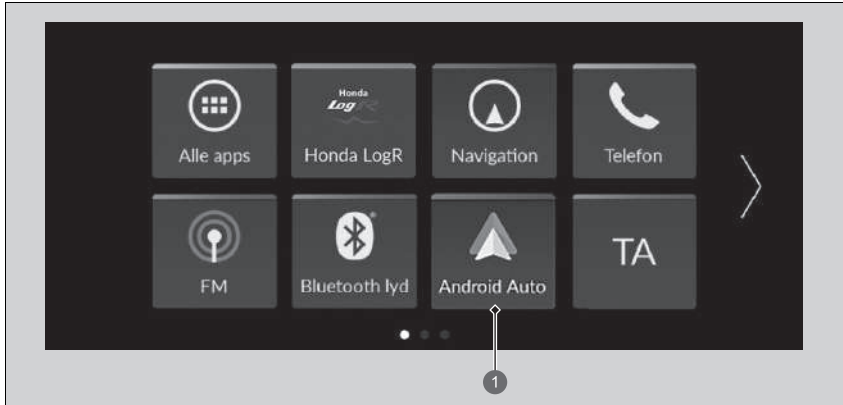 Alle apps
Honda
LogR
Honda LogR
Navigation
Telefon
FM
Bluetooth lyd
Android Auto
TA
1